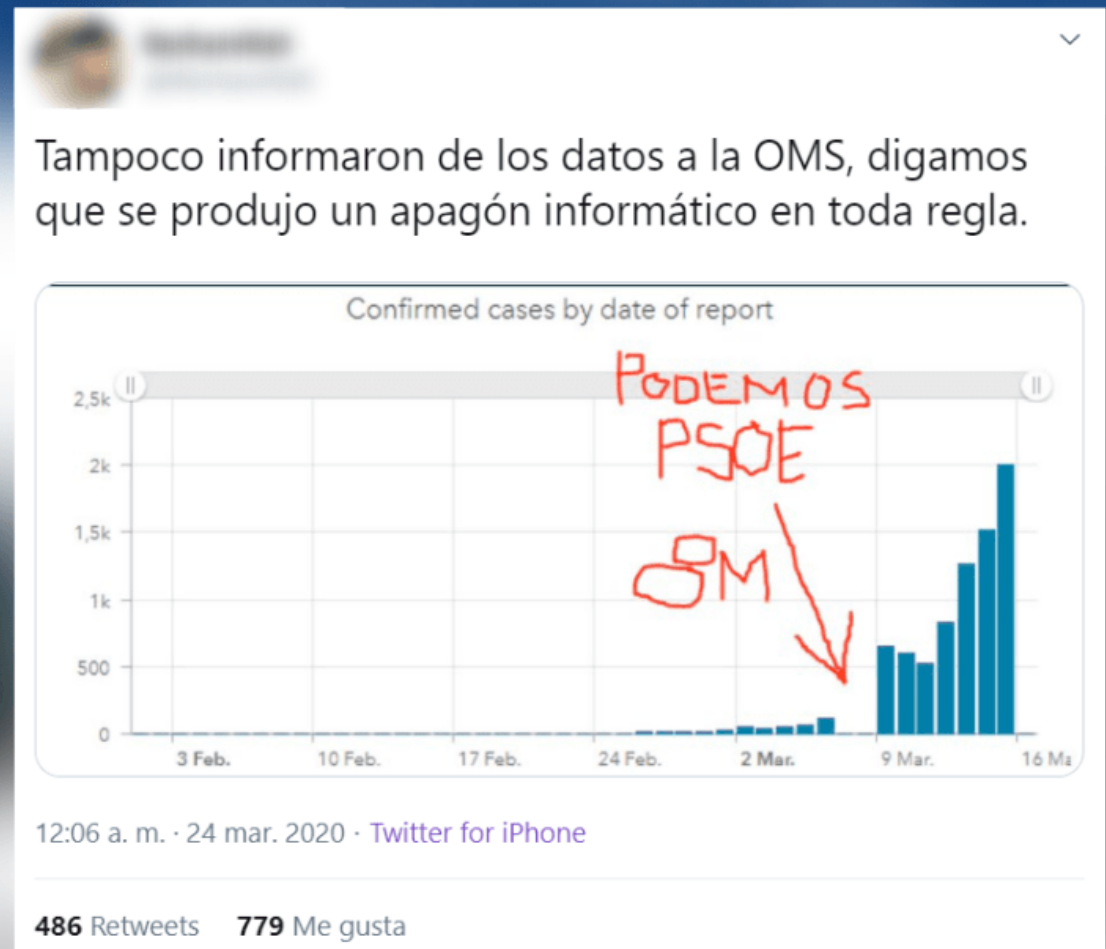 Tampoco informaron de los datos a la OMS, digamos
que se produjo un apagón informático en toda regla.
Confirmed cases by date of report
PODEMOS
PSOE
8M
2,5k
2k
1,5k
1k
500
0
3 Feb.
10 Feb.
17 Feb.
24 Feb.
2 Mar.
9 Mar.
16 Ma
12:06 a. m. · 24 mar. 2020 · Twitter for iPhone
486 Retweets 779 Me gusta